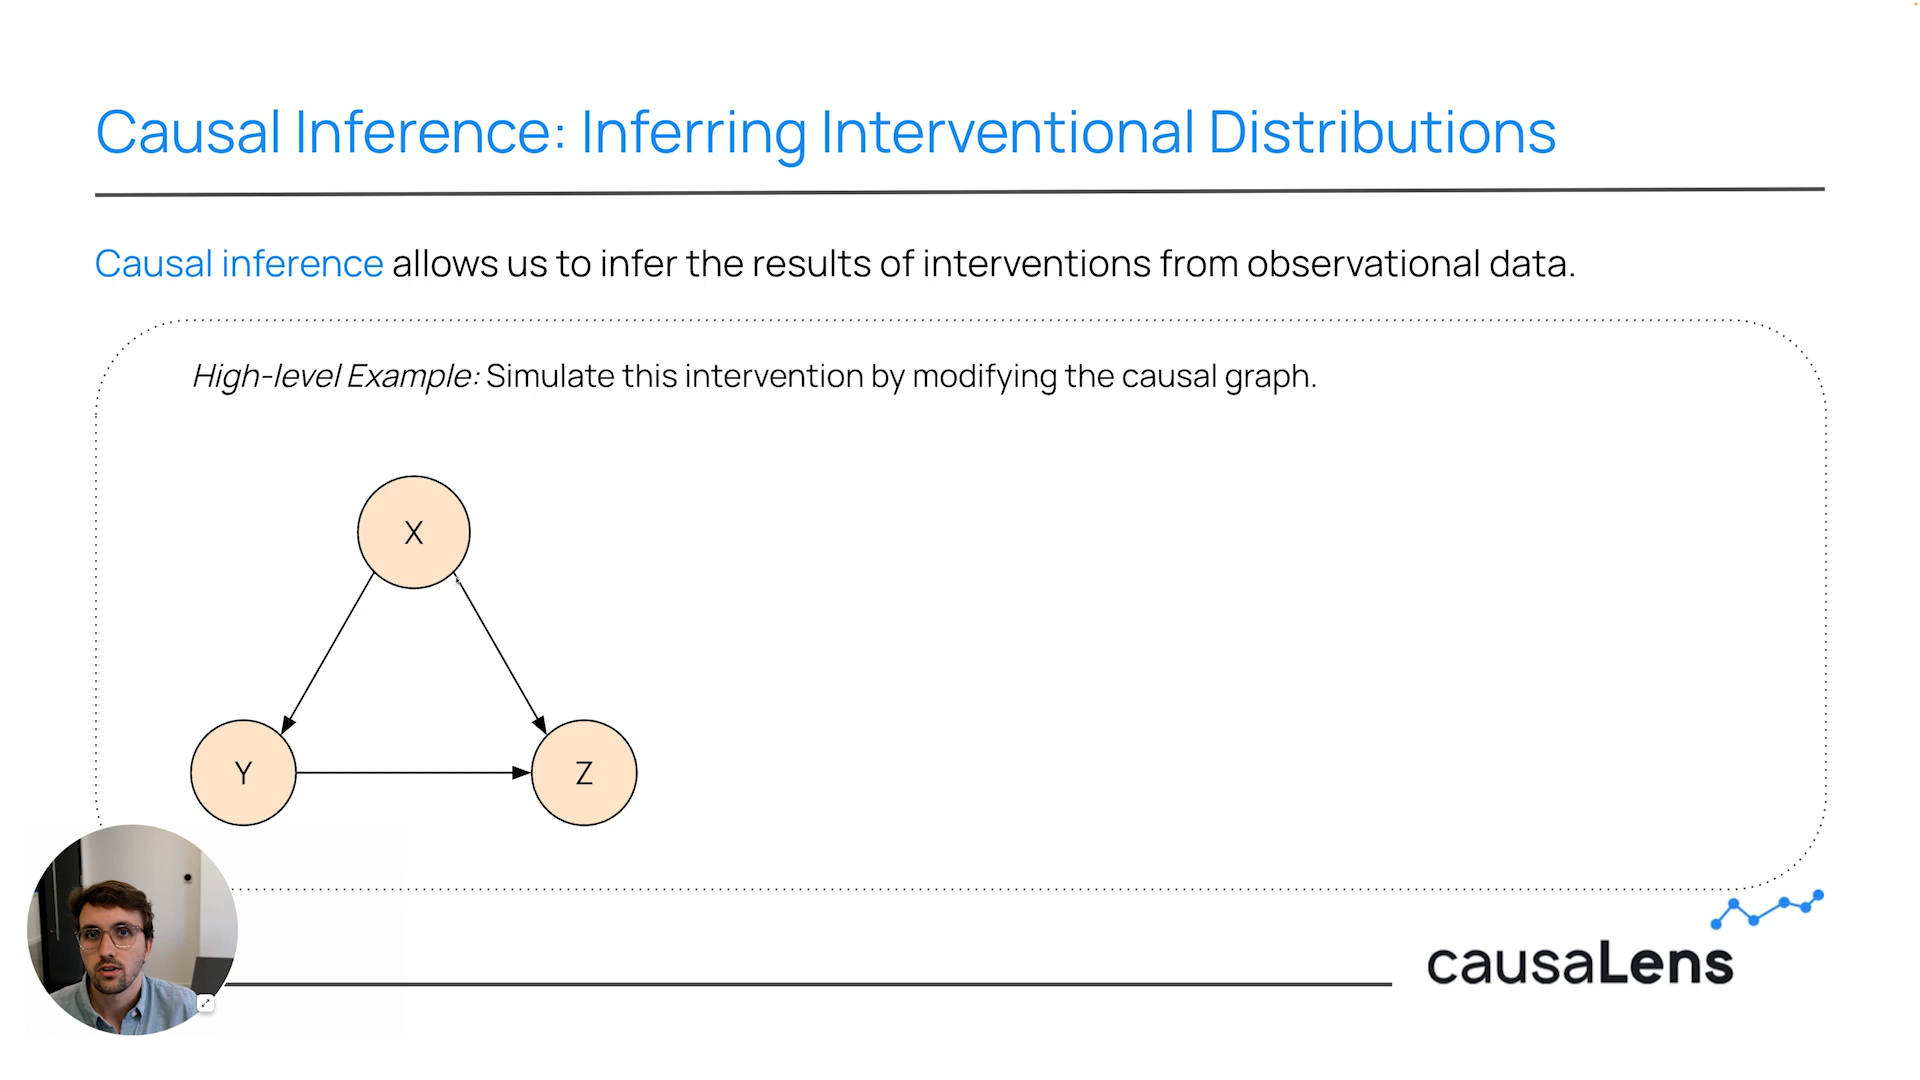 Causal Inference: Inferring Interventional Distributions
Causal inference allows us to infer the results of interventions from observational data.
High-level Example: Simulate this intervention by modifying the causal graph.
X
Y
Z
causaLens